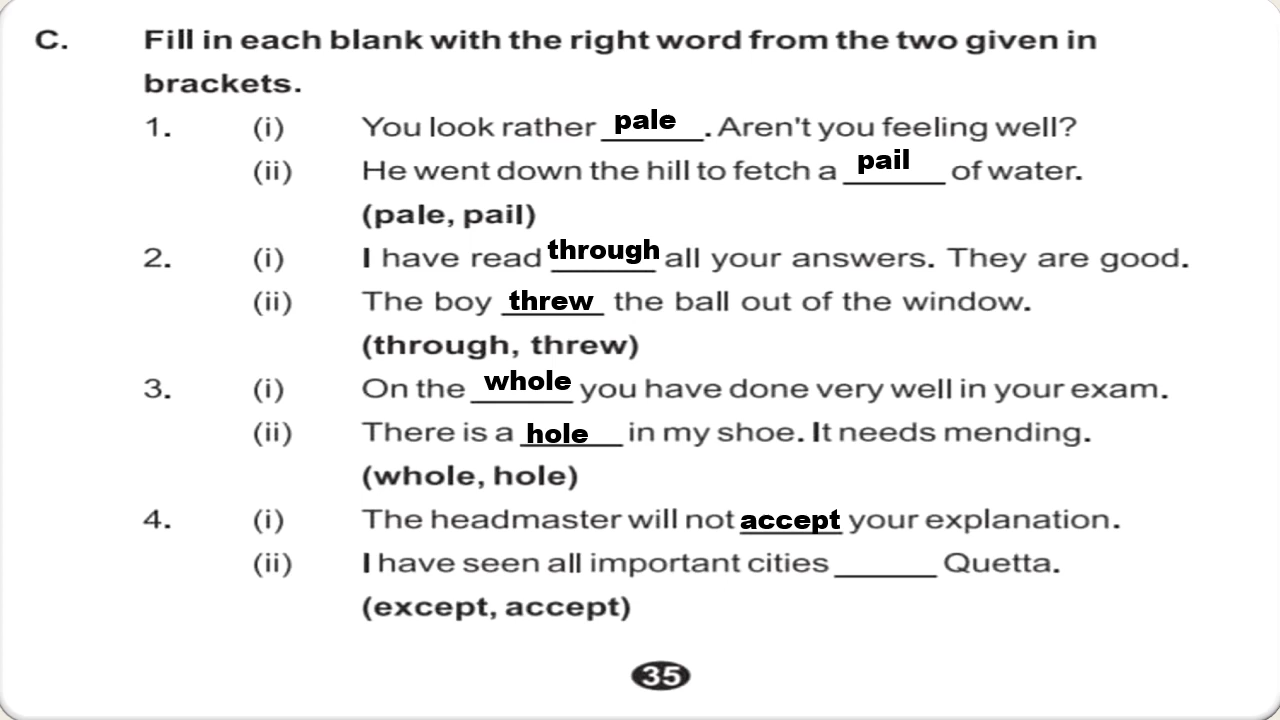 C. Fill in each blank with the right word from the two given in
brackets.
1. (i) You look rather pale. Aren't you feeling well?
(ii) He went down the hill to fetch a pail of water.
(pale, pail)
2. (i) I have read through all your answers. They are good.
(ii) The boy threw the ball out of the window.
(through, threw)
3. (i) On the whole you have done very well in your exam.
(ii) There is a hole in my shoe. It needs mending.
(whole, hole)
4. (i) The headmaster will not accept your explanation.
(ii) I have seen all important cities ______ Quetta.
(except, accept)
35